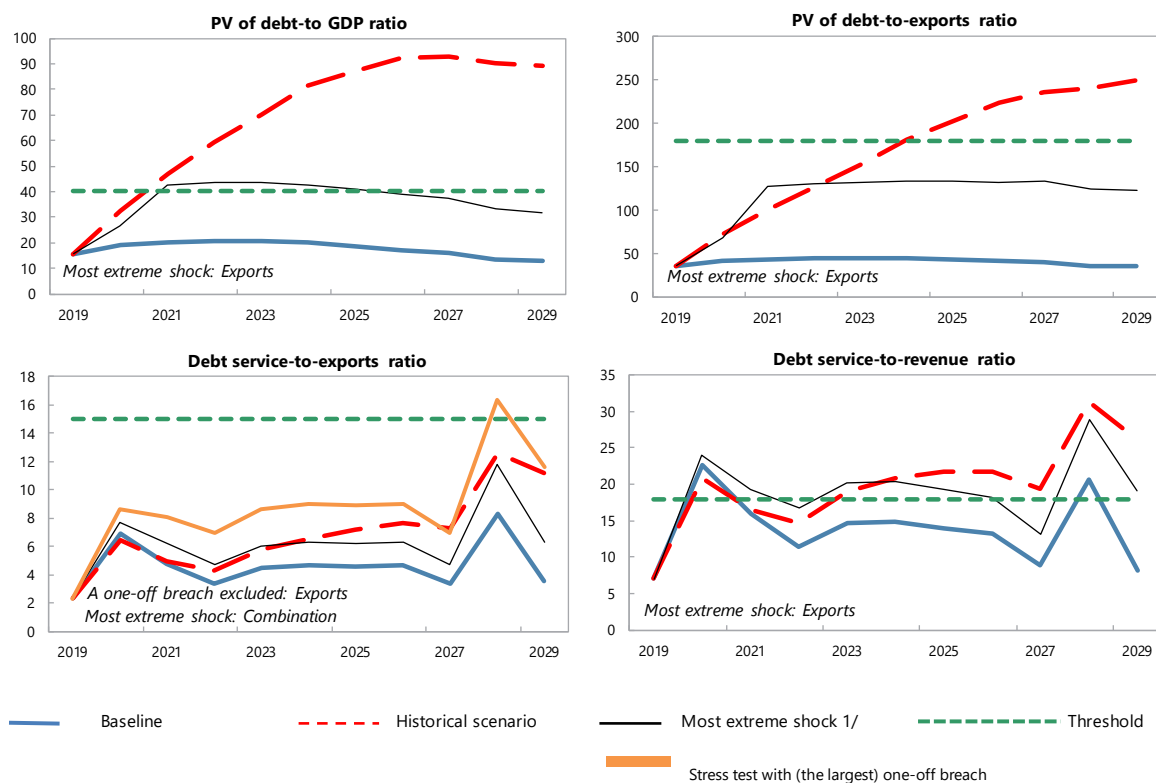 PV of debt-to GDP ratio
100
90
80
70
60
50
40
30
20
10
0
Most extreme shock: Exports
2019 2021 2023 2025 2027 2029
PV of debt-to-exports ratio
300
250
200
150
100
50
0
Most extreme shock: Exports
2019 2021 2023 2025 2027 2029
Debt service-to-exports ratio
18
16
14
12
10
8
6
4
2
0
A one-off breach excluded: Exports
Most extreme shock: Combination
2019 2021 2023 2025 2027 2029
Debt service-to-revenue ratio
35
30
25
20
15
10
5
0
Most extreme shock: Exports
2019 2021 2023 2025 2027 2029
Baseline Historical scenario Most extreme shock 1/ Threshold
Stress test with (the largest) one-off breach